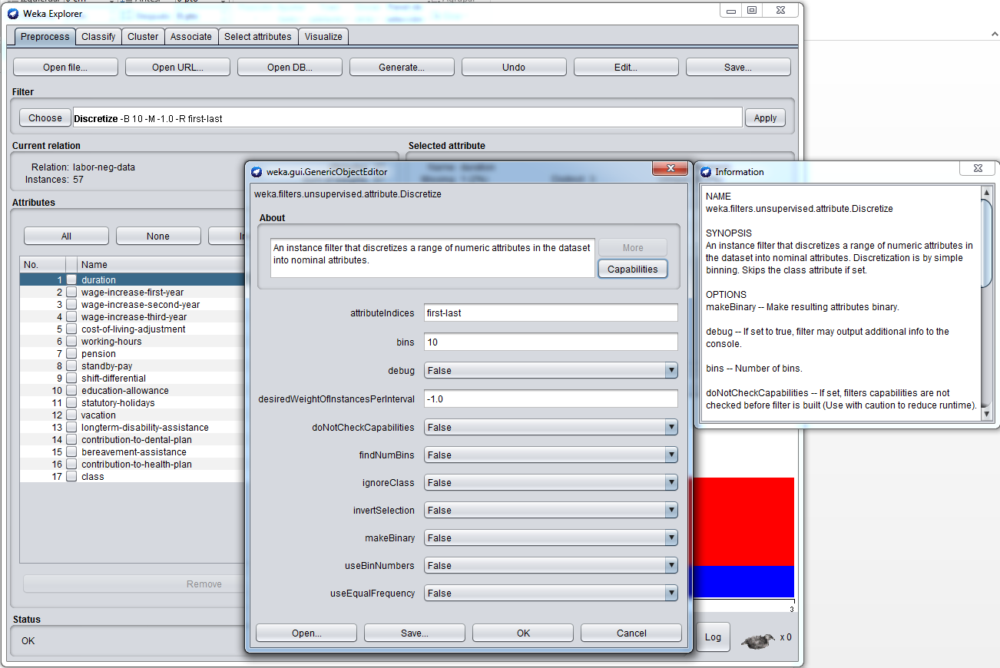 Weka Explorer
Preprocess Classify Cluster Associate Select attributes Visualize
Open file... Open URL... Open DB... Generate... Undo Edit... Save...
Filter
Choose Discretize -B 10 -M -1.0 -R first-last Apply
Current relation
Relation: labor-neg-data
Instances: 57
Selected attribute
Attributes
All None
No. Name
1 duration
2 wage-increase-first-year
3 wage-increase-second-year
4 wage-increase-third-year
5 cost-of-living-adjustment
6 working-hours
7 pension
8 standby-pay
9 shift-differential
10 education-allowance
11 statutory-holidays
12 vacation
13 longterm-disability-assistance
14 contribution-to-dental-plan
15 bereavement-assistance
16 contribution-to-health-plan
17 class
Remove
Status
OK
weka.gui.GenericObjectEditor
weka.filters.unsupervised.attribute.Discretize
About
An instance filter that discretizes a range of numeric attributes in the dataset
into nominal attributes.
More
Capabilities
attributeIndices first-last
bins 10
debug False
desiredWeightOfInstancesPerInterval -1.0
doNotCheckCapabilities False
findNumBins False
ignoreClass False
invertSelection False
makeBinary False
useBinNumbers False
useEqualFrequency False
Open... Save... OK Cancel
Information
NAME
weka.filters.unsupervised.attribute.Discretize
SYNOPSIS
An instance filter that discretizes a range of numeric attributes in
the dataset into nominal attributes. Discretization is by simple
binning. Skips the class attribute if set.
OPTIONS
makeBinary -- Make resulting attributes binary.
debug -- If set to true, filter may output additional info to the
console.
bins -- Number of bins.
doNotCheckCapabilities -- If set, filters capabilities are not
checked before filter is built (Use with caution to reduce runtime).
3
Log x 0